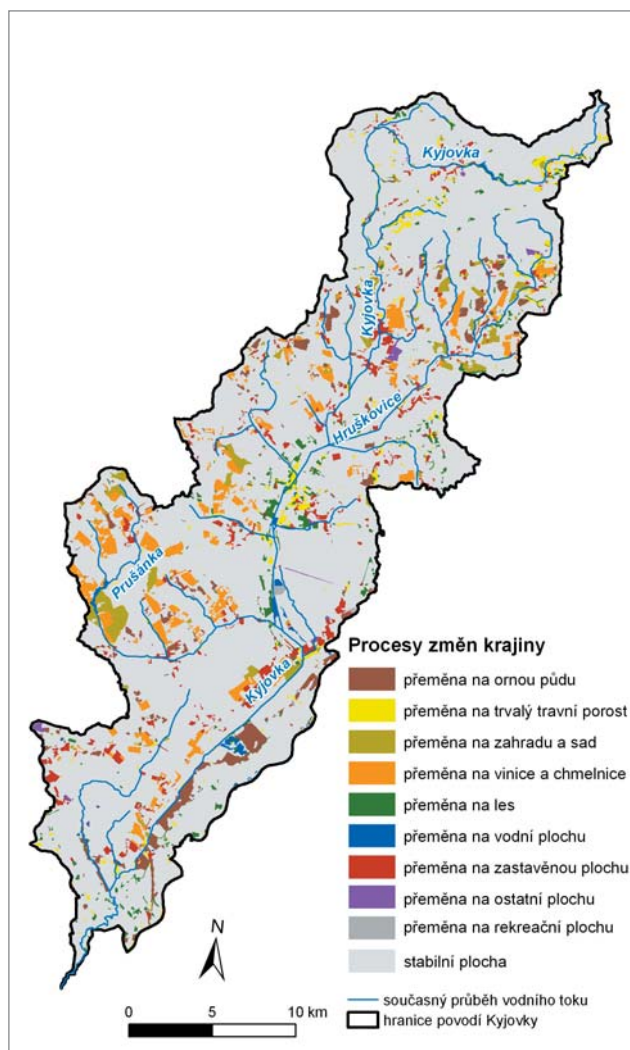 Kyjovka
Kyjovka
Hruškovice
Prušánka
Kyjovka
Procesy změn krajiny
přeměna na ornou půdu
přeměna na trvalý travní porost
přeměna na zahradu a sad
přeměna na vinice a chmelnice
přeměna na les
přeměna na vodní plochu
přeměna na zastavěnou plochu
přeměna na ostatní plochu
přeměna na rekreační plochu
stabilní plocha
současný průběh vodního toku
hranice povodí Kyjovky
N
0 5 10 km